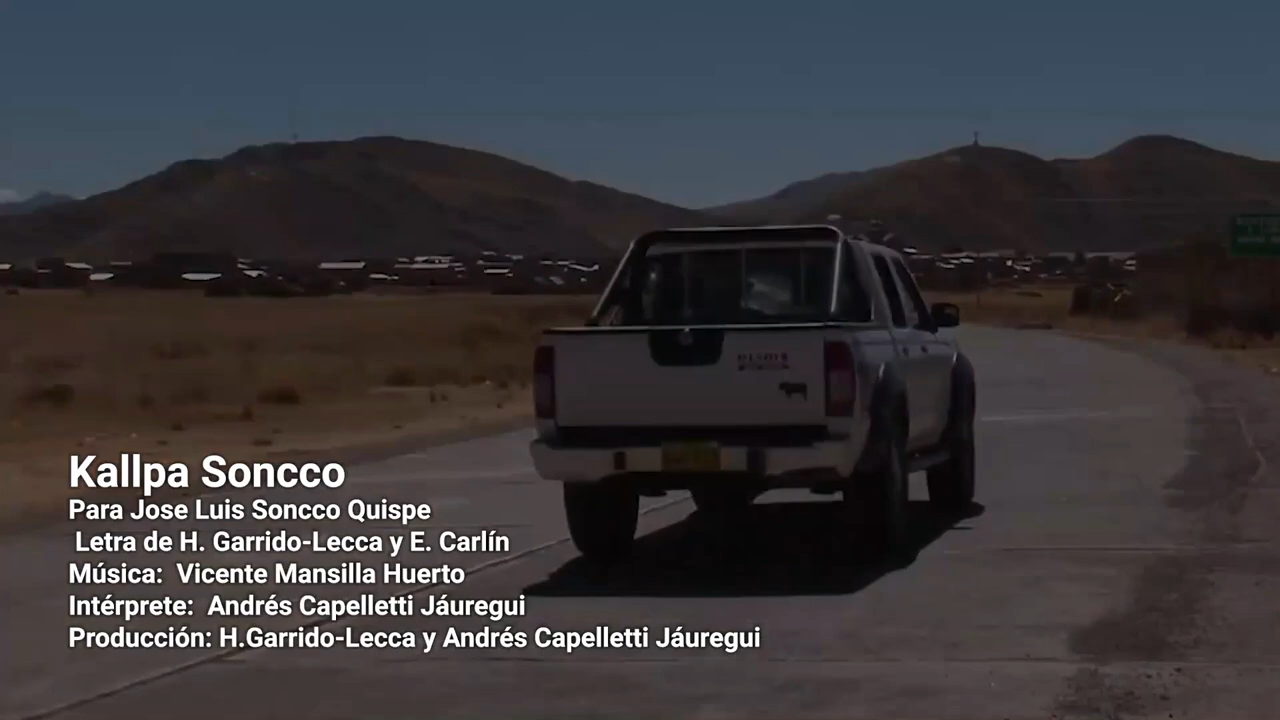 Kallpa Soncco
Para Jose Luis Soncco Quispe
Letra de H. Garrido-Lecca y E. Carlín
Música:  Vicente Mansilla Huerto
Intérprete:  Andrés Capelletti Jáuregui
Producción: H.Garrido-Lecca y Andrés Capelletti Jáuregui